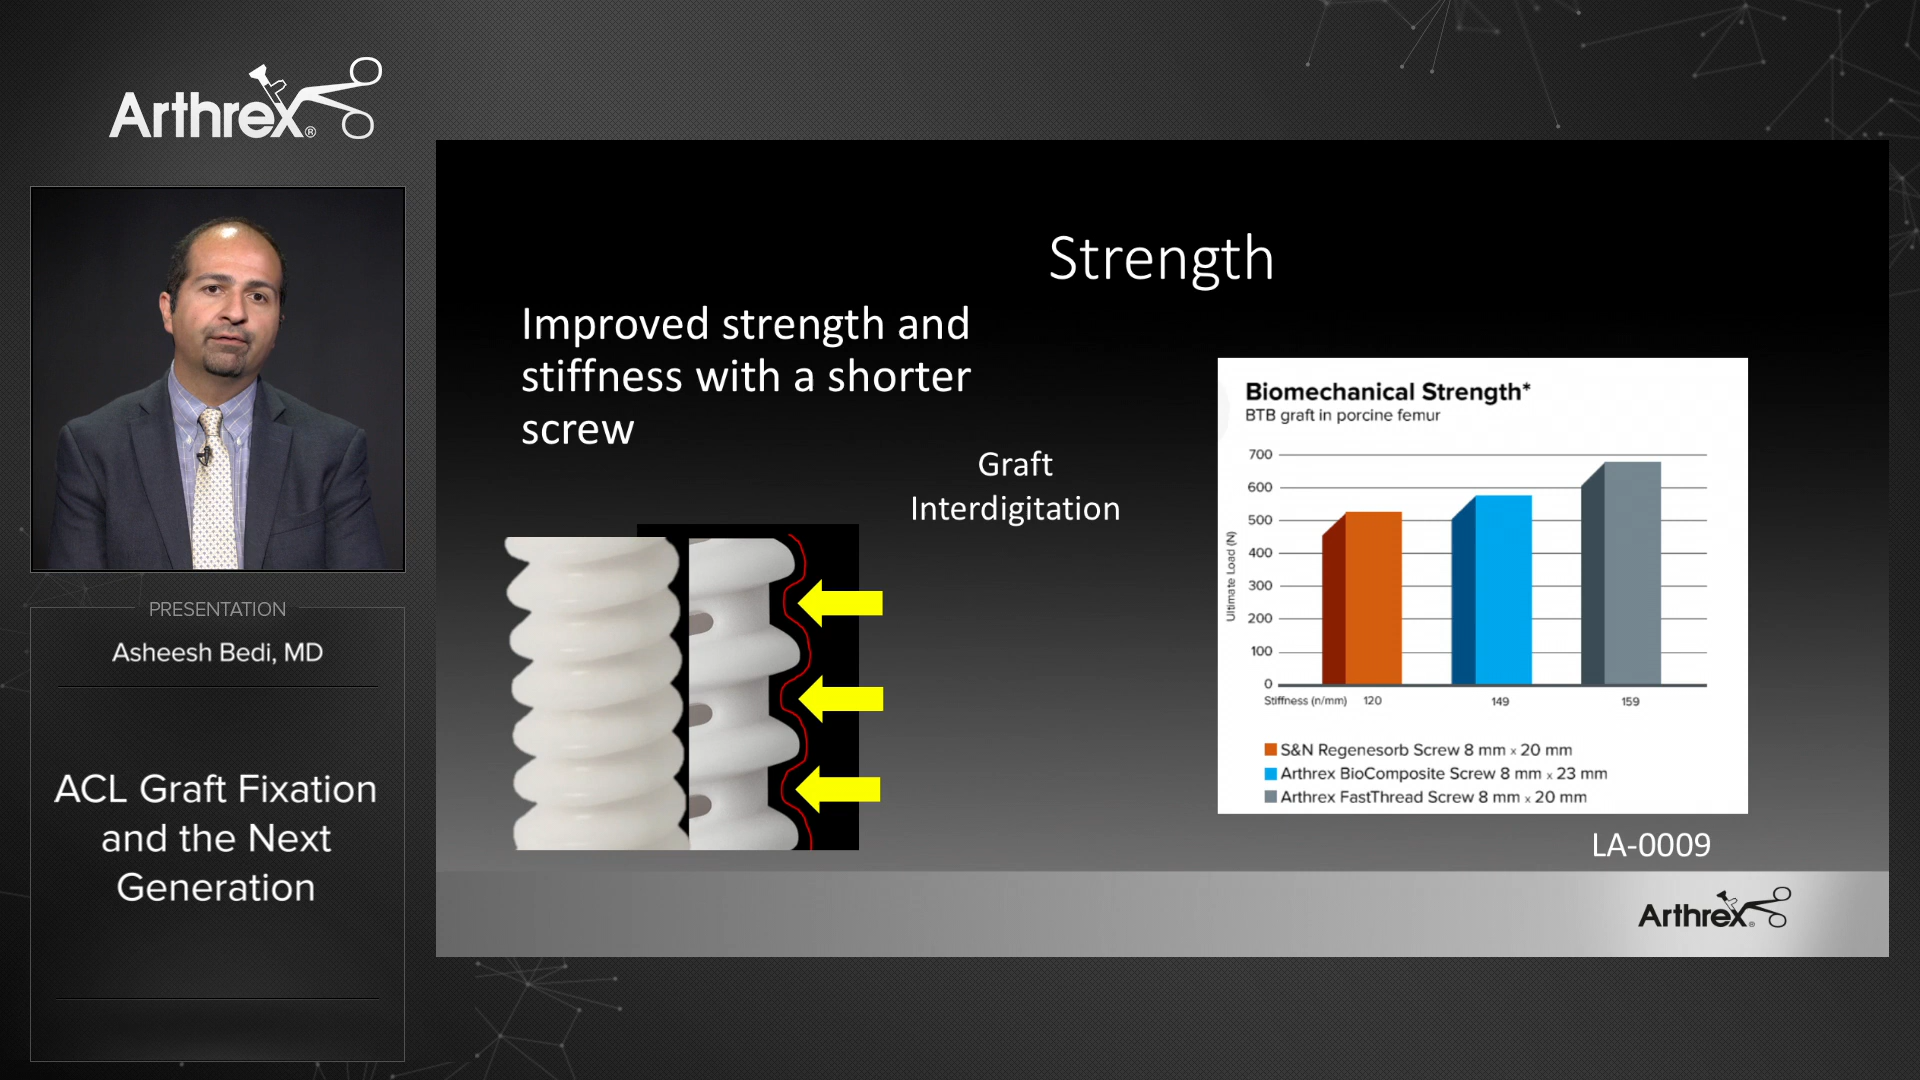 Arthrex®
PRESENTATION
Asheesh Bedi, MD
ACL Graft Fixation
and the Next
Generation
Strength
Improved strength and
stiffness with a shorter
screw
Graft
Interdigitation
Biomechanical Strength*
BTB graft in porcine femur
Ultimate Load (N)
700
600
500
400
300
200
100
0
Stiffness (n/mm) 120 149 159
S&N Regenesorb Screw 8 mm x 20 mm
Arthrex BioComposite Screw 8 mm x 23 mm
Arthrex FastThread Screw 8 mm x 20 mm
LA-0009
Arthrex®